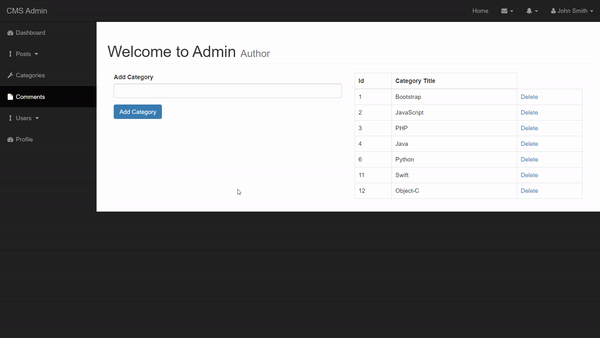 CMS Admin
Home
John Smith
Dashboard
Posts
Categories
Comments
Users
Profile
Welcome to Admin Author
Add Category
Add Category
Id Category Title
1 Bootstrap Delete
2 JavaScript Delete
3 PHP Delete
4 Java Delete
6 Python Delete
11 Swift Delete
12 Object-C Delete